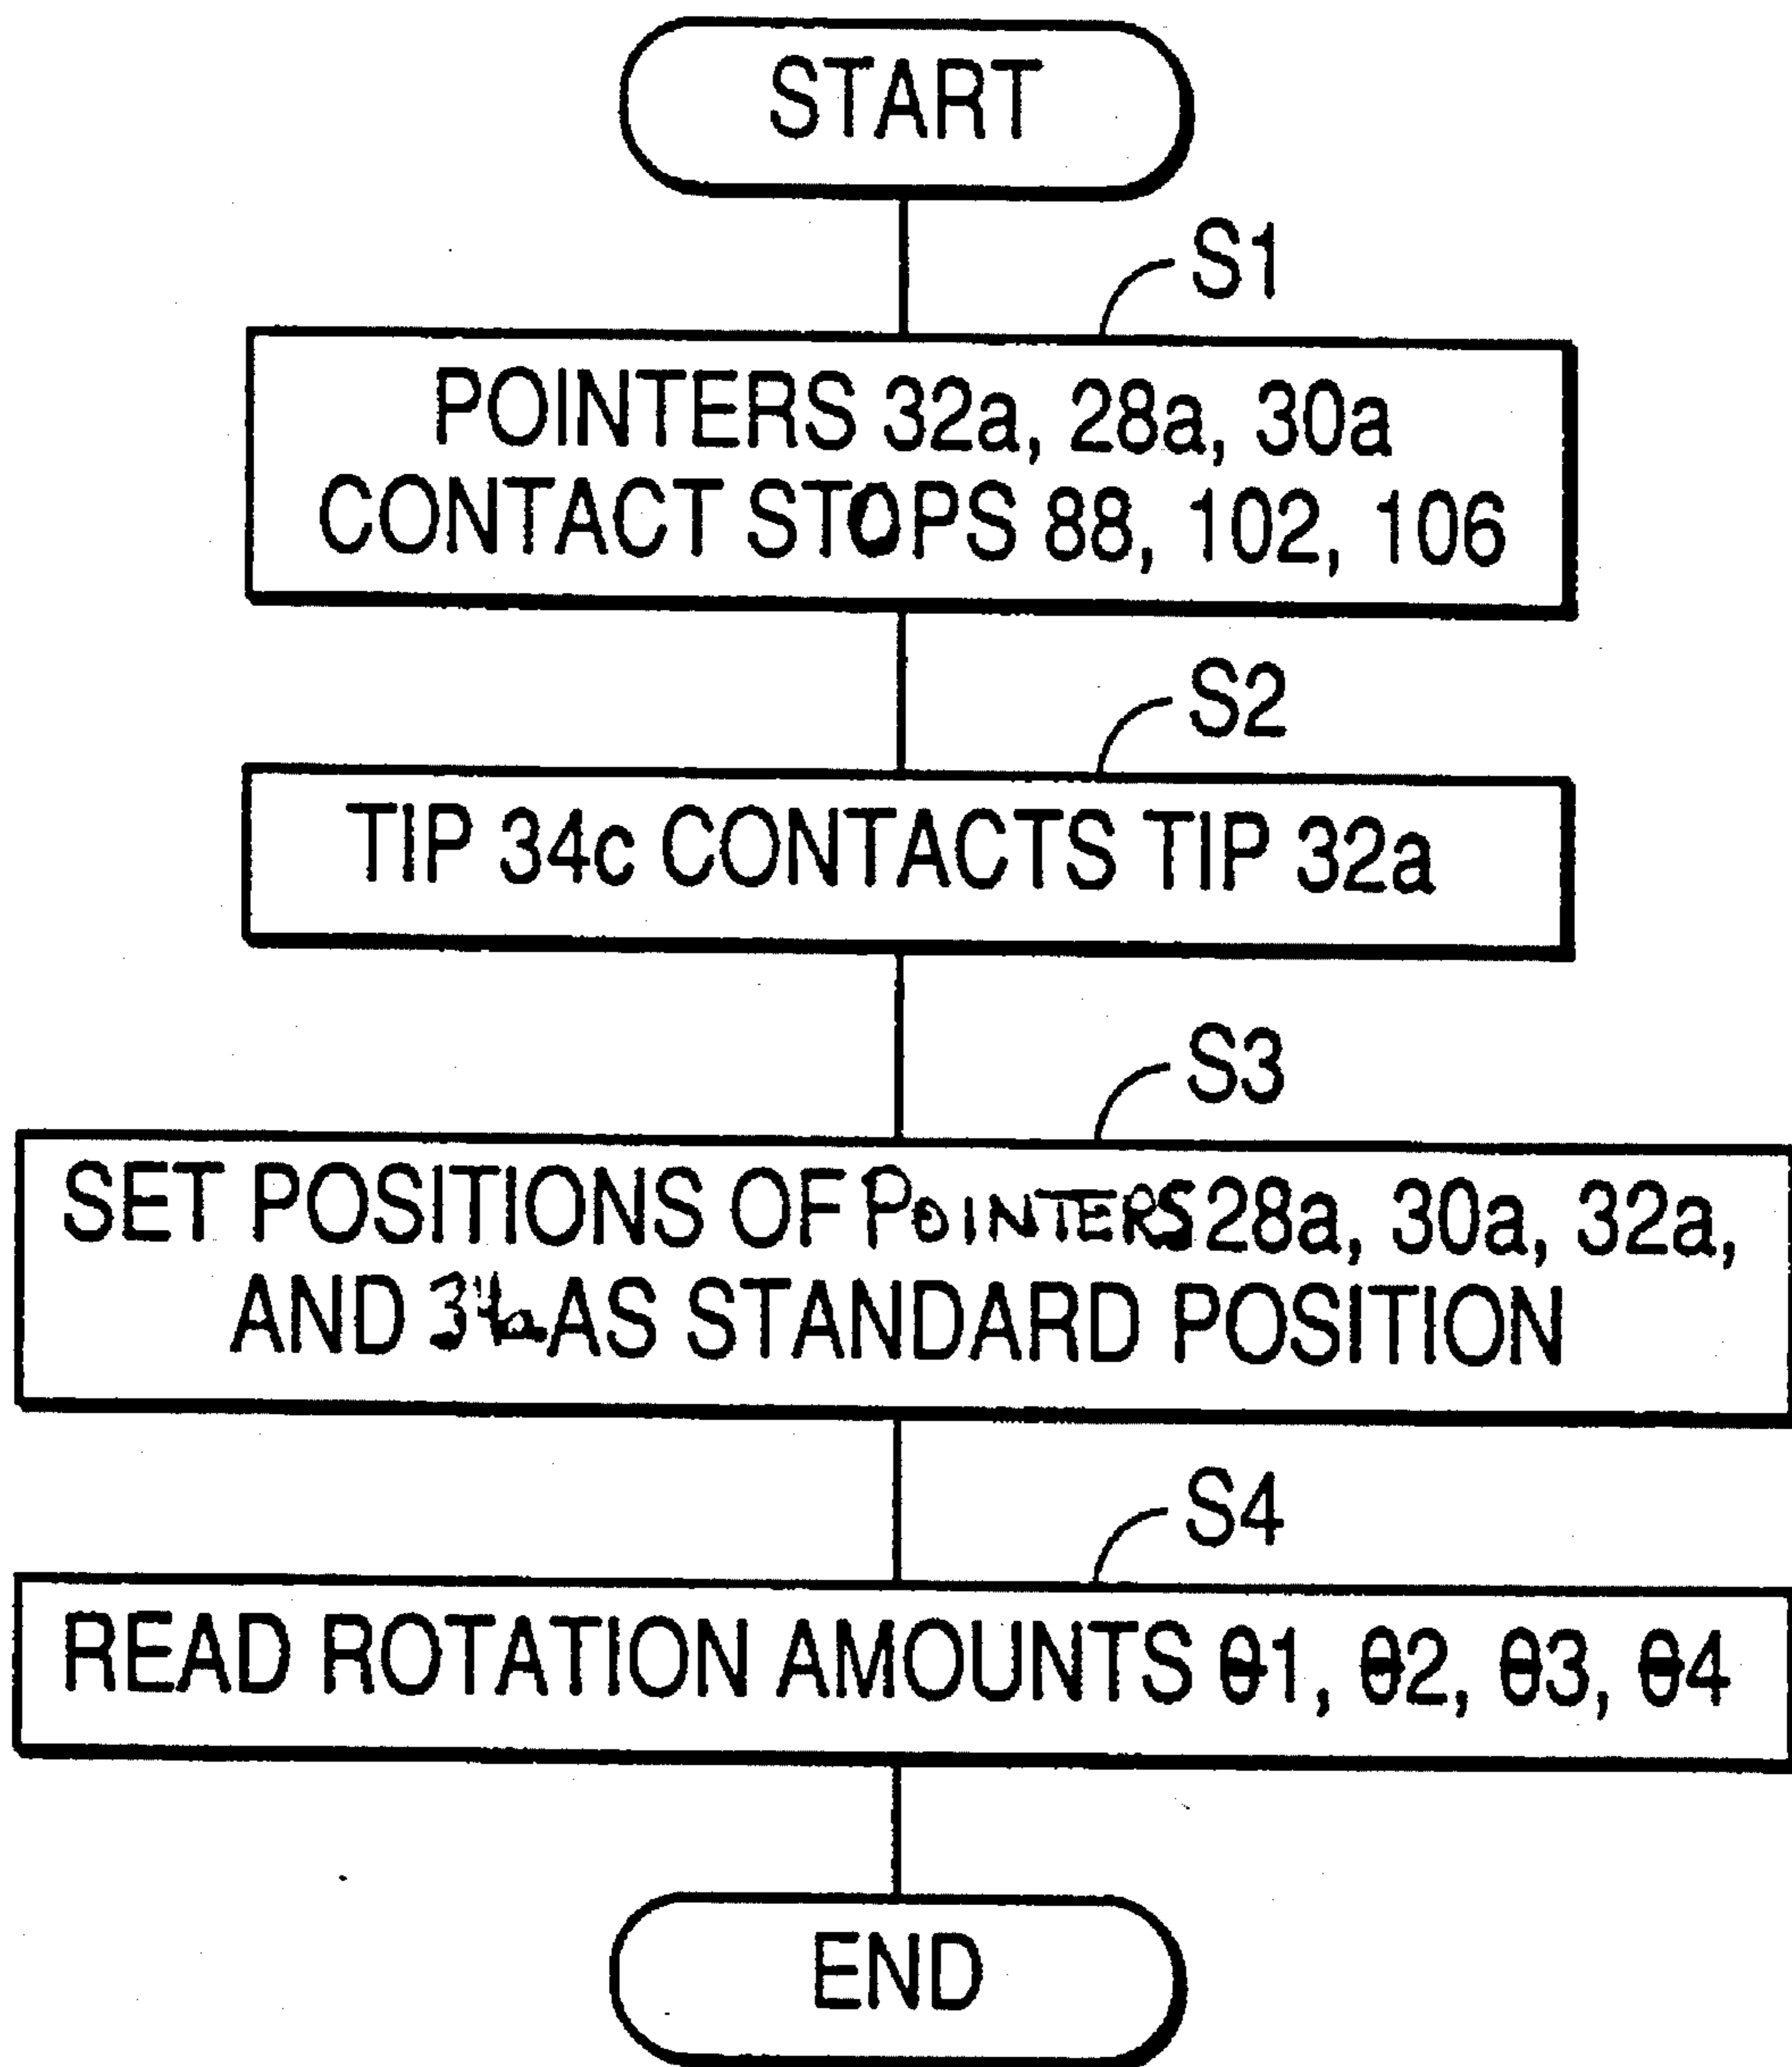 START
S1
POINTERS 32a, 28a, 30a
CONTACT STOPS 88, 102, 106
S2
TIP 34c CONTACTS TIP 32a
S3
SET POSITIONS OF POINTERS 28a, 30a, 32a,
AND 34a AS STANDARD POSITION
S4
READ ROTATION AMOUNTS θ1, θ2, θ3, θ4
END